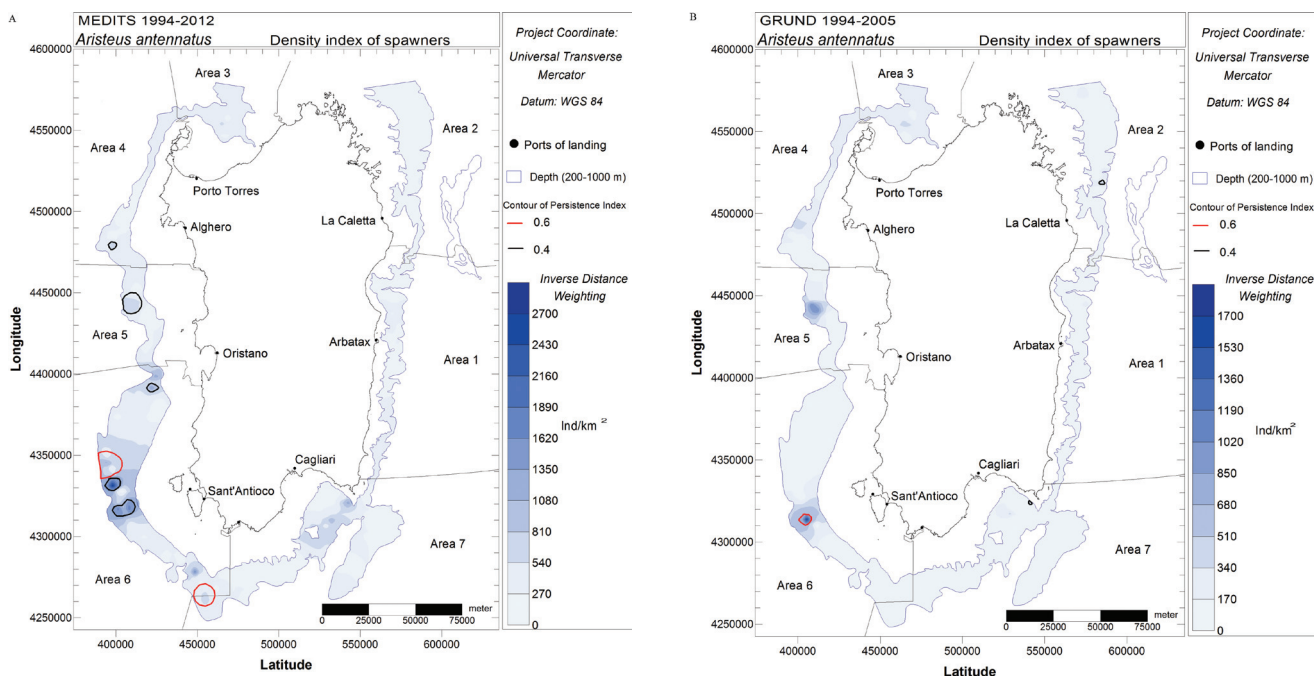 A
MEDITS 1994-2012
Aristeus antennatus Density index of spawners
4600000
4550000
4500000
4450000
4400000
4350000
4300000
4250000
Longitude
400000 450000 500000 550000 600000
Latitude
Area 3
Area 2
Area 4
Porto Torres
La Caletta
Alghero
Area 5
Oristano
Arbatax
Area 1
Cagliari
Sant'Antioco
Area 7
Area 6
meter
0 25000 50000 75000
Project Coordinate:
Universal Transverse
Mercator
Datum: WGS 84
Ports of landing
Depth (200-1000 m)
Contour of Persistence Index
0.6
0.4
Inverse Distance
Weighting
2700
2430
2160
1890
1620
1350
1080
810
540
270
0
Ind/km²
B
GRUND 1994-2005
Aristeus antennatus Density index of spawners
4600000
4550000
4500000
4450000
4400000
4350000
4300000
4250000
Longitude
400000 450000 500000 550000 600000
Latitude
Area 3
Area 2
Area 4
Porto Torres
La Caletta
Alghero
Area 5
Oristano
Arbatax
Area 1
Cagliari
Sant'Antioco
Area 7
Area 6
meter
0 25000 50000 75000
Project Coordinate:
Universal Transverse
Mercator
Datum: WGS 84
Ports of landing
Depth (200-1000 m)
Contour of Persistence Index
0.6
0.4
Inverse Distance
Weighting
1700
1530
1360
1190
1020
850
680
510
340
170
0
Ind/km²